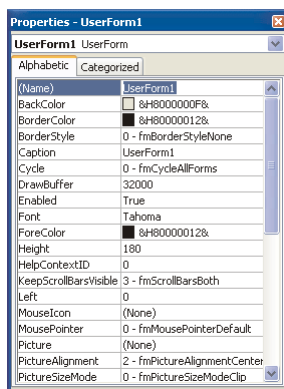 Properties - UserForm1
UserForm1 UserForm
Alphabetic Categorized
(Name) UserForm1
BackColor &H8000000F&
BorderColor &H80000012&
BorderStyle 0 - fmBorderStyleNone
Caption UserForm1
Cycle 0 - fmCycleAllForms
DrawBuffer 32000
Enabled True
Font Tahoma
ForeColor &H80000012&
Height 180
HelpContextID 0
KeepScrollBarsVisible 3 - fmScrollBarsBoth
Left 0
MouseIcon (None)
MousePointer 0 - fmMousePointerDefault
Picture (None)
PictureAlignment 2 - fmPictureAlignmentCenter
PictureSizeMode 0 - fmPictureSizeModeClip